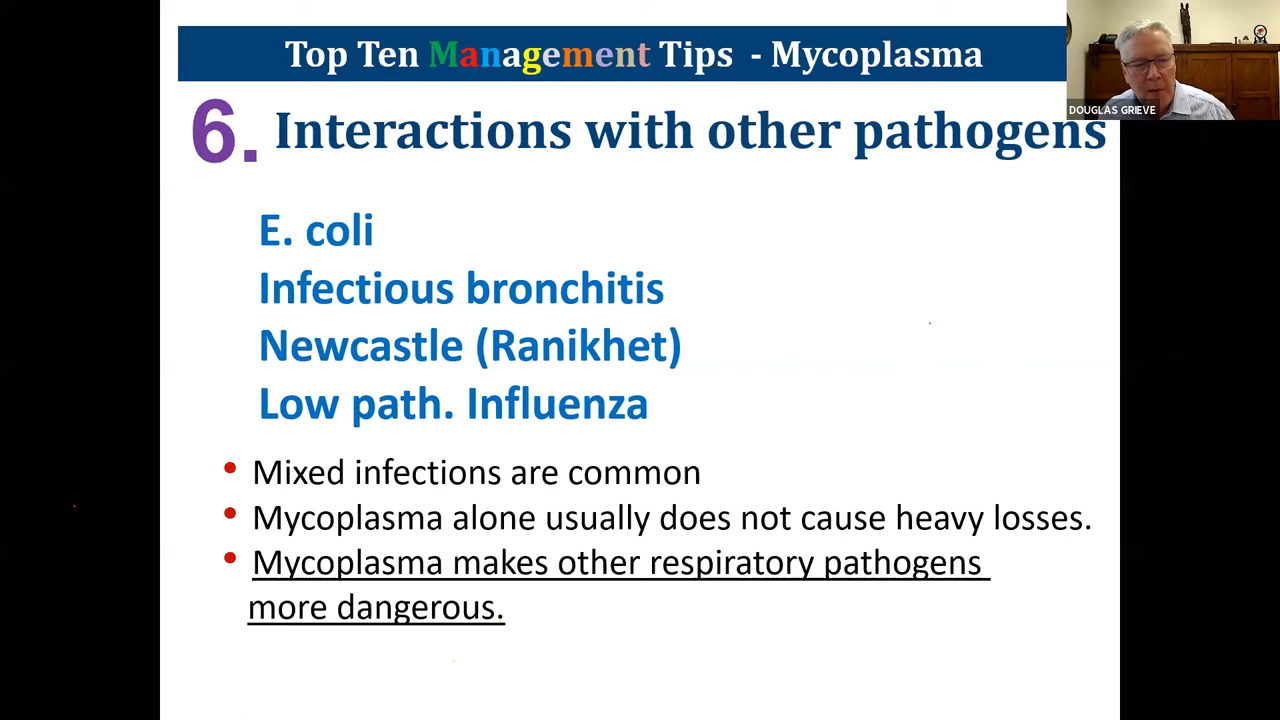 Top Ten Management Tips - Mycoplasma
DOUGLAS GRIEVE
6. Interactions with other pathogens
E. coli
Infectious bronchitis
Newcastle (Ranikhet)
Low path. Influenza
• Mixed infections are common
• Mycoplasma alone usually does not cause heavy losses.
• Mycoplasma makes other respiratory pathogens
more dangerous.